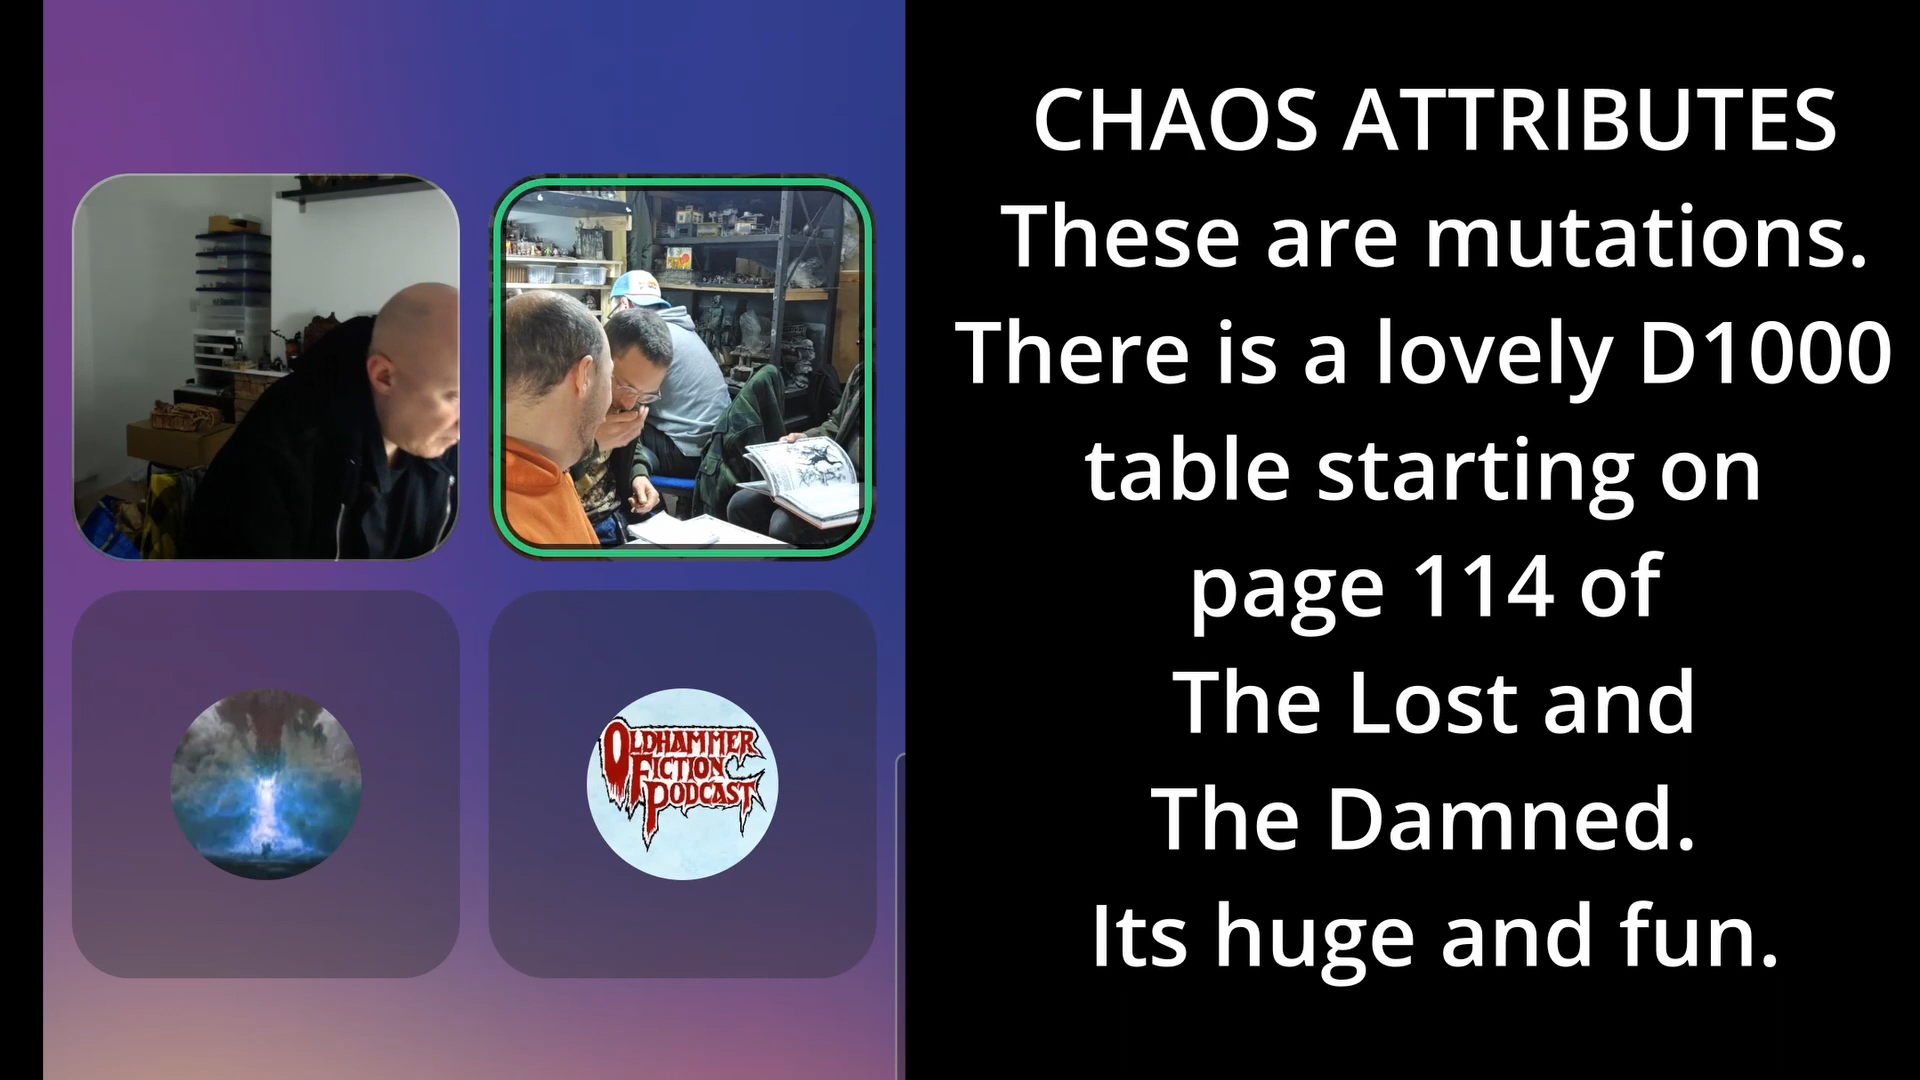 CHAOS ATTRIBUTES
These are mutations.
There is a lovely D1000
table starting on
page 114 of
The Lost and
The Damned.
Its huge and fun.
OLDHAMMER
FICTION
PODCAST